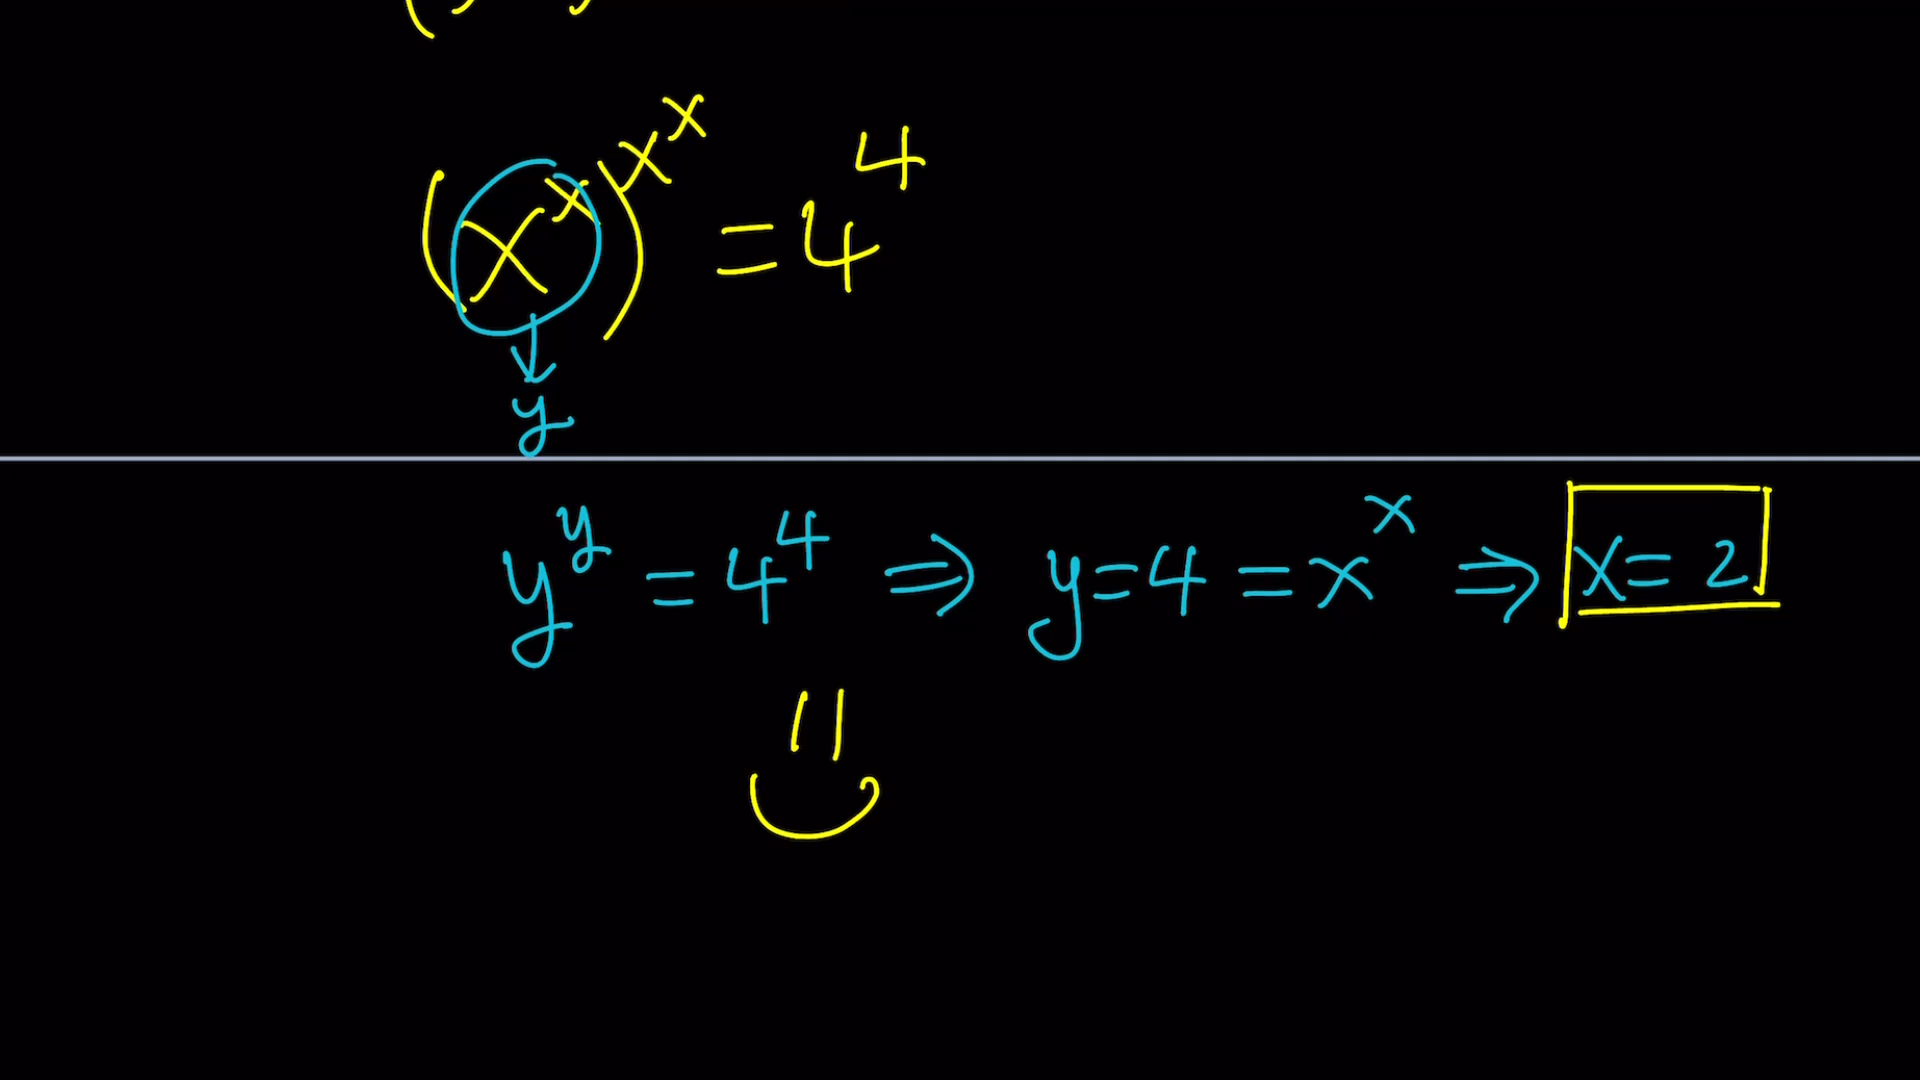 (x^x)^x^x = 4^4
y
y^y = 4^4 ⇒ y = 4 = x^x ⇒ x = 2